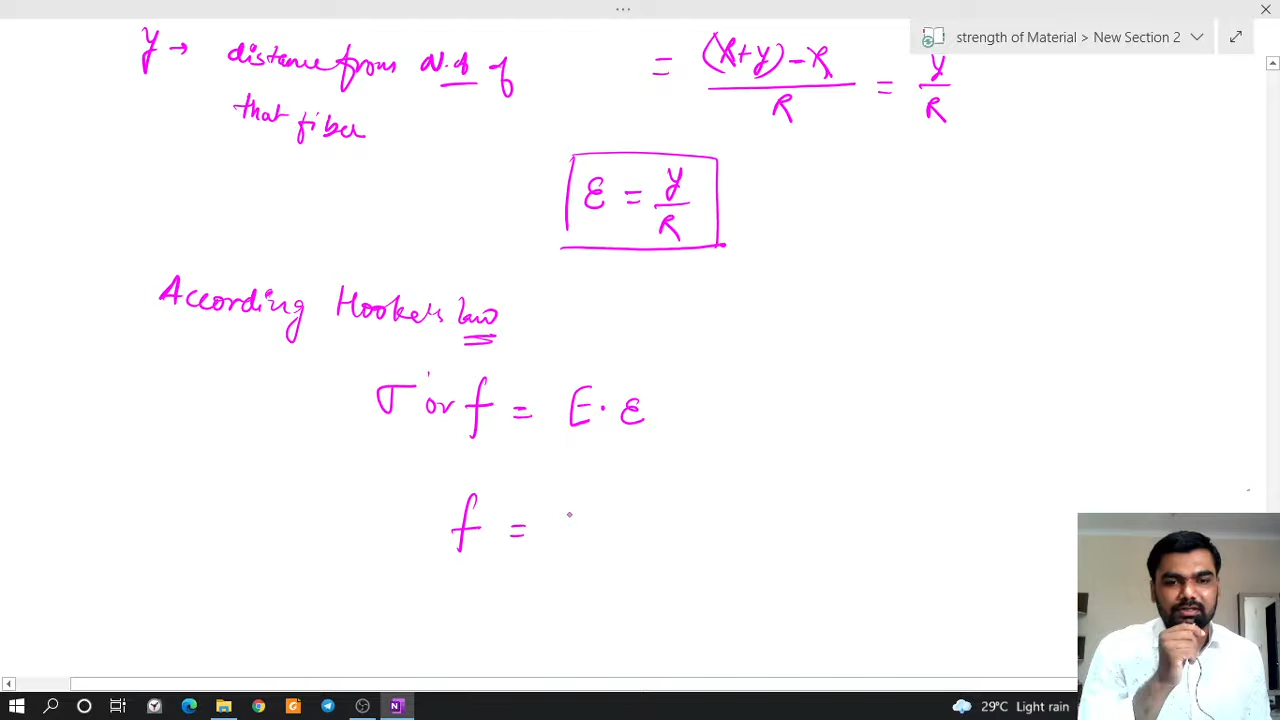 strength of Material > New Section 2
y → distance from N.A of
that fiber
= (R+y)-R / R = y / R
ε = y / R
According Hooke's law
σ or f = E · ε
f =
29°C Light rain